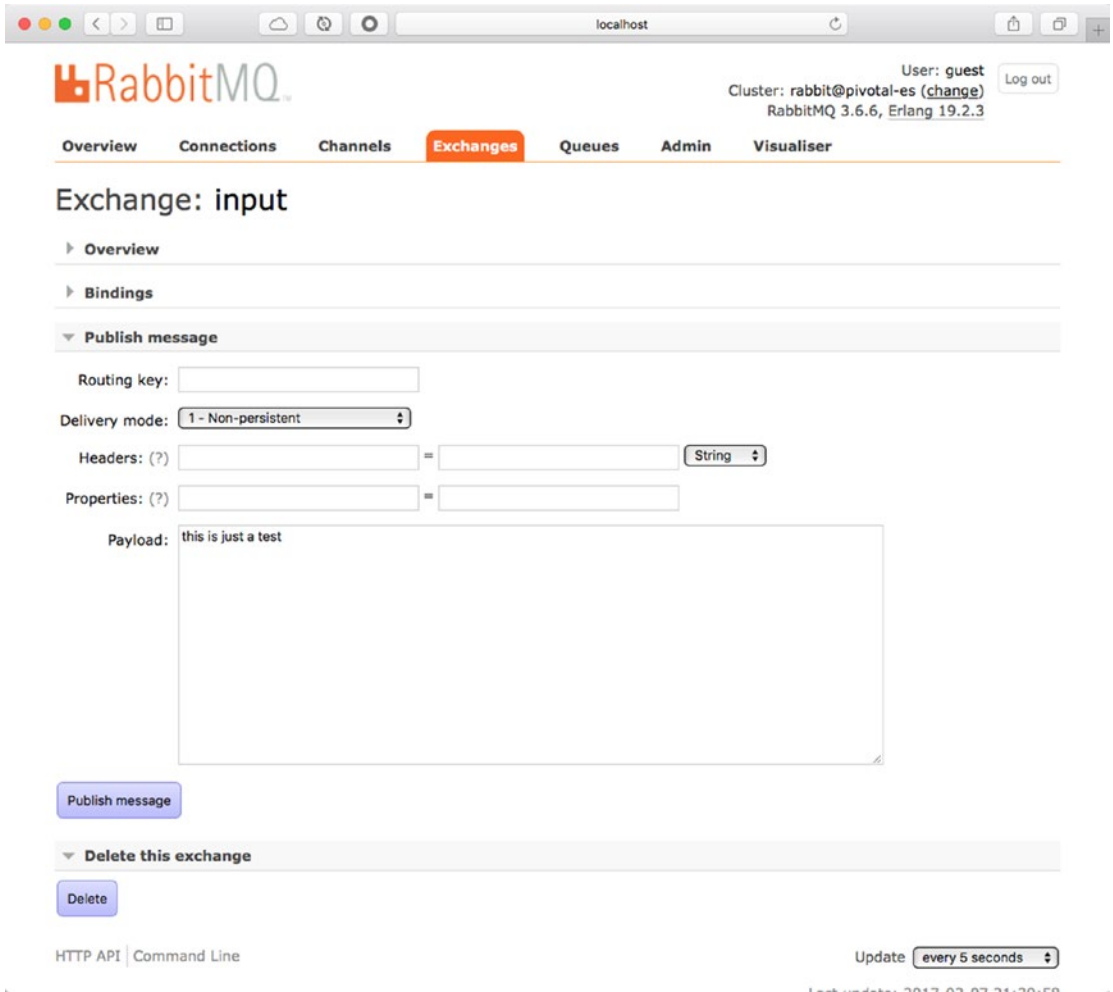 localhost
RabbitMQ™
User: guest
Log out
Cluster: rabbit@pivotal-es (change)
RabbitMQ 3.6.6, Erlang 19.2.3
Overview Connections Channels Exchanges Queues Admin Visualiser
Exchange: input
Overview
Bindings
Publish message
Routing key:
Delivery mode: 1 - Non-persistent
Headers: (?) = String
Properties: (?) =
Payload: this is just a test
Publish message
Delete this exchange
Delete
HTTP API Command Line
Update every 5 seconds